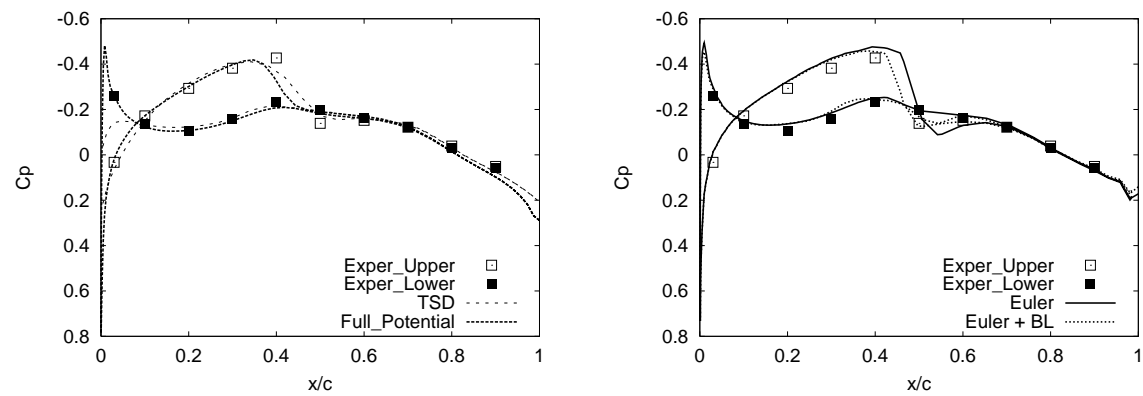 -0.6
-0.4
-0.2
0
0.2
0.4
0.6
0.8
Cp
Exper_Upper
Exper_Lower
TSD
Full_Potential
0 0.2 0.4 0.6 0.8 1
x/c
-0.6
-0.4
-0.2
0
0.2
0.4
0.6
0.8
Cp
Exper_Upper
Exper_Lower
Euler
Euler + BL
0 0.2 0.4 0.6 0.8 1
x/c